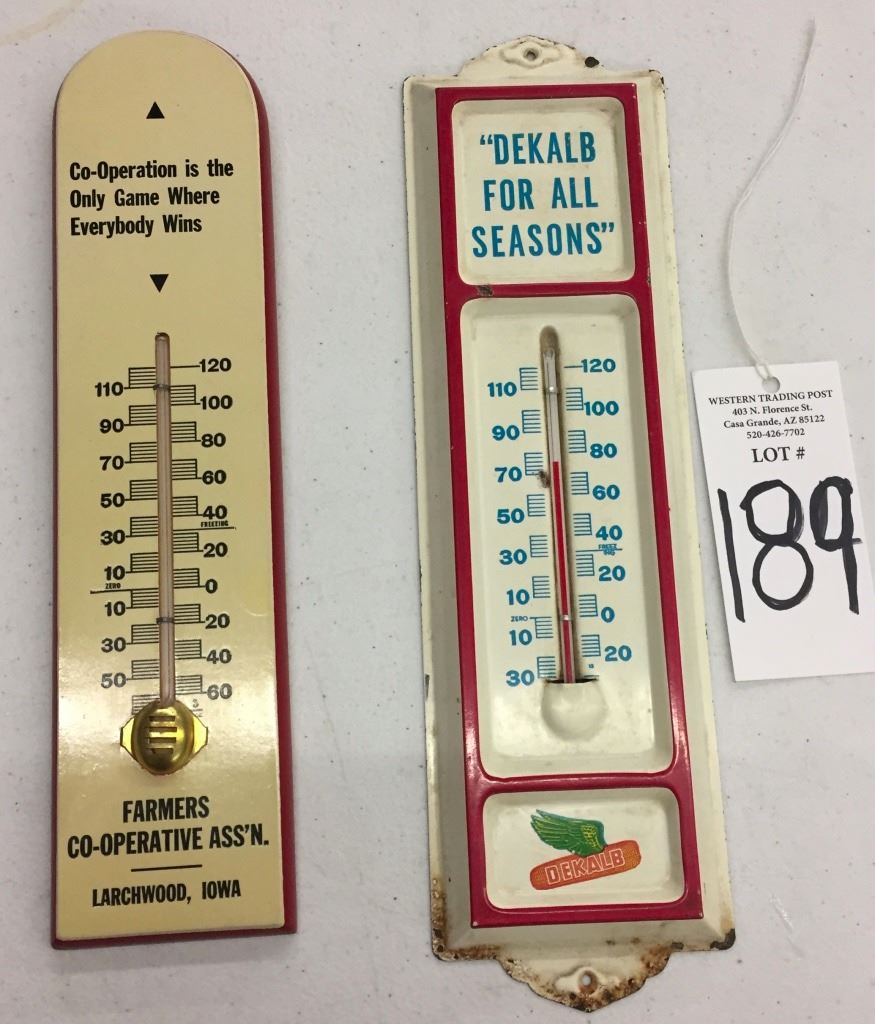 Co-Operation is the
Only Game Where
Everybody Wins
120
110
100
90
80
70
60
50
40
FREEZING
30
20
10
0
ZERO
10
20
30
40
50
60
FARMERS
CO-OPERATIVE ASS'N.
LARCHWOOD, IOWA
"DEKALB
FOR ALL
SEASONS"
120
110
100
90
80
70
60
50
40
FREEZ
ING
30
20
10
0
ZERO
10
20
30
DEKALB
WESTERN TRADING POST
403 N. Florence St.
Casa Grande, AZ 85122
520-426-7702
LOT #
189